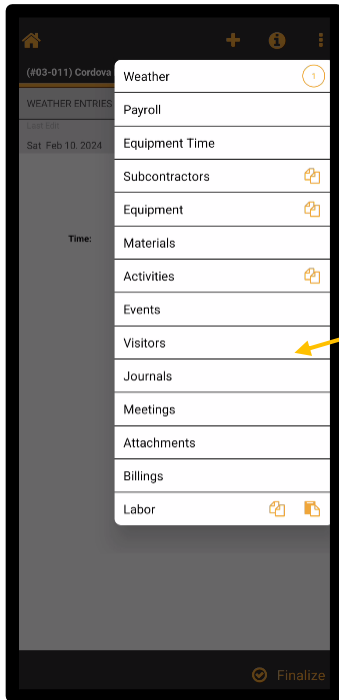 (#03-011) Cordova
WEATHER ENTRIES
Last Edit
Sat Feb 10. 2024
Time:
Weather 1
Payroll
Equipment Time
Subcontractors
Equipment
Materials
Activities
Events
Visitors
Journals
Meetings
Attachments
Billings
Labor
Finalize